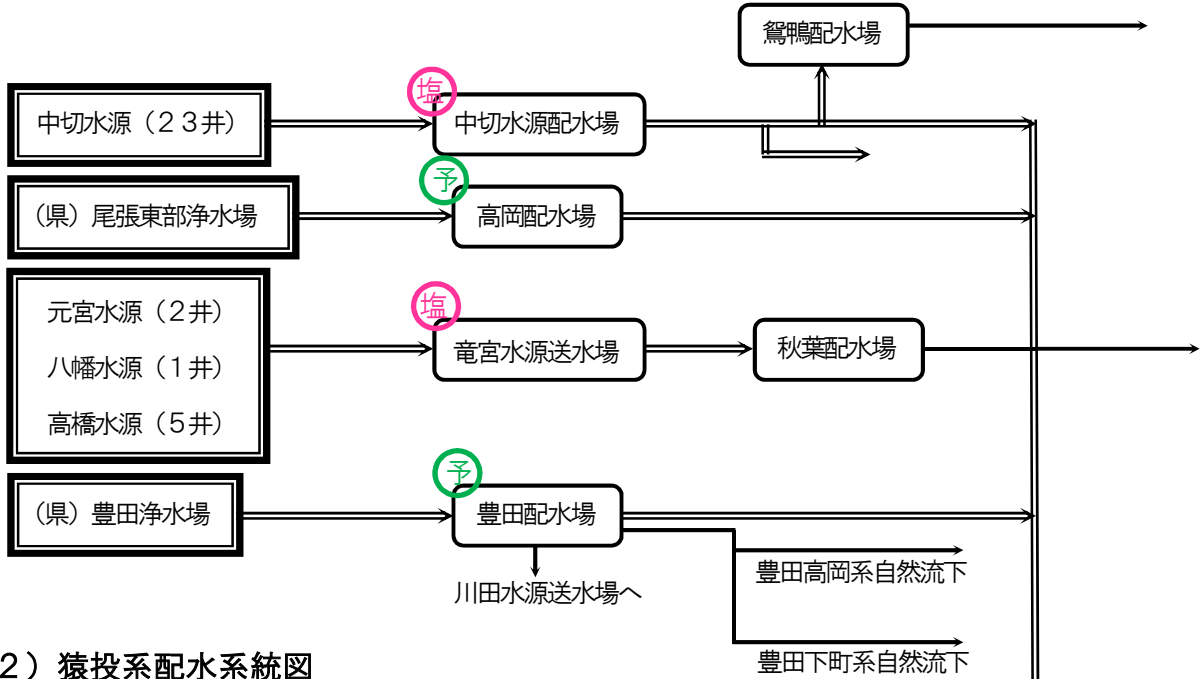 鴛鴨配水場
塩
中切水源（２３井）
中切水源配水場
予
（県）尾張東部浄水場
高岡配水場
塩
元宮水源（２井）
八幡水源（１井）
高橋水源（５井）
竜宮水源送水場
秋葉配水場
予
（県）豊田浄水場
豊田配水場
豊田高岡系自然流下
川田水源送水場へ
豊田下町系自然流下
２）猿投系配水系統図